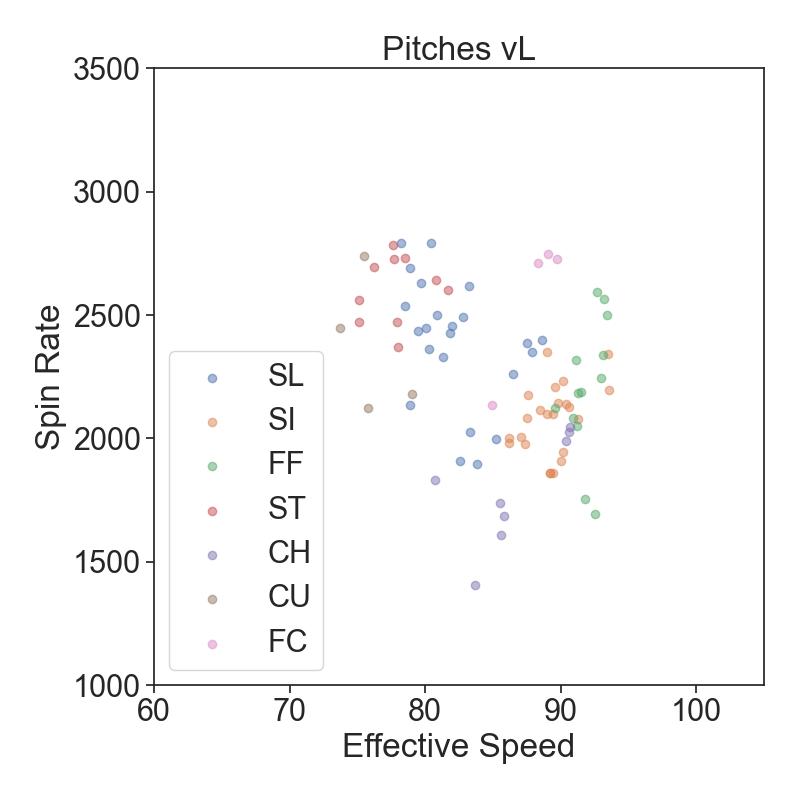 Pitches vL
3500
3000
2500
2000
1500
1000
Spin Rate
SL
SI
FF
ST
CH
CU
FC
60 70 80 90 100
Effective Speed